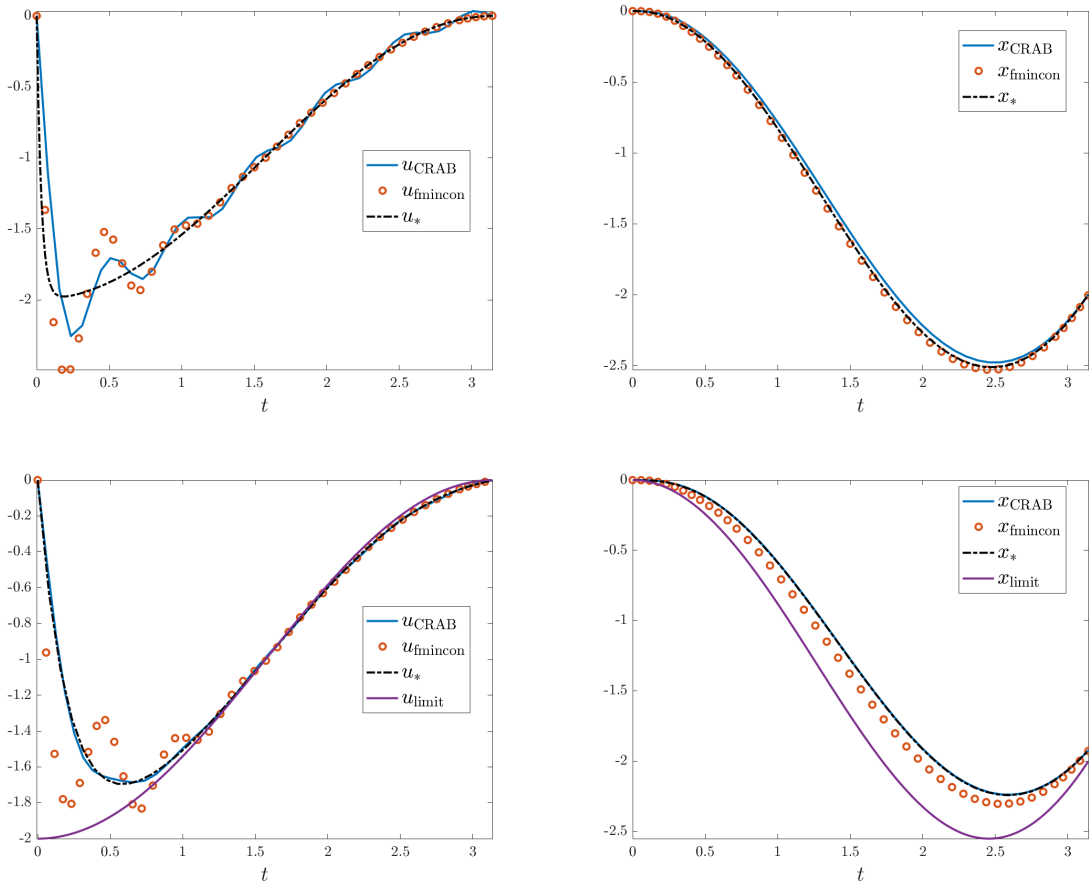 0
-0.5
-1
-1.5
-2
0 0.5 1 1.5 2 2.5 3
t
u_CRAB
u_fmincon
u_*
0
-0.5
-1
-1.5
-2
-2.5
0 0.5 1 1.5 2 2.5 3
t
x_CRAB
x_fmincon
x_*
0
-0.2
-0.4
-0.6
-0.8
-1
-1.2
-1.4
-1.6
-1.8
-2
0 0.5 1 1.5 2 2.5 3
t
u_CRAB
u_fmincon
u_*
u_limit
0
-0.5
-1
-1.5
-2
-2.5
0 0.5 1 1.5 2 2.5 3
t
x_CRAB
x_fmincon
x_*
x_limit